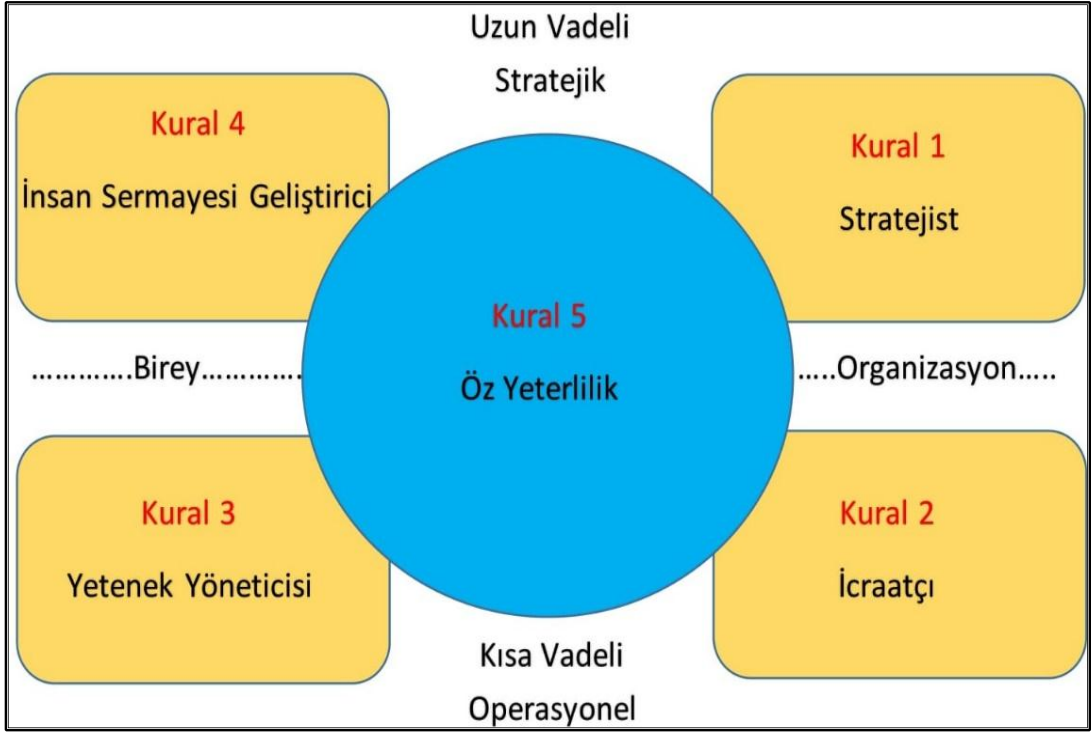 Uzun Vadeli
Stratejik
Kural 4
İnsan Sermayesi Geliştirici
Kural 1
Stratejist
Kural 5
Öz Yeterlilik
………….Birey………….
…..Organizasyon…..
Kural 3
Yetenek Yöneticisi
Kural 2
İcraatçı
Kısa Vadeli
Operasyonel